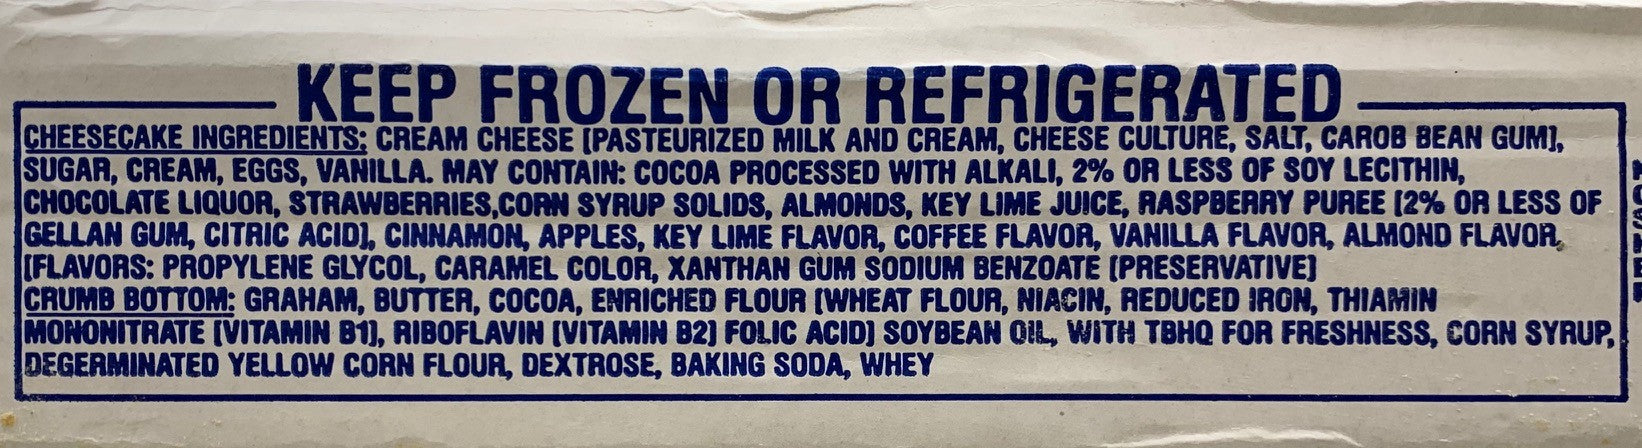 KEEP FROZEN OR REFRIGERATED
CHEESECAKE INGREDIENTS: CREAM CHEESE [PASTEURIZED MILK AND CREAM, CHEESE CULTURE, SALT, CAROB BEAN GUM],
SUGAR, CREAM, EGGS, VANILLA. MAY CONTAIN: COCOA PROCESSED WITH ALKALI, 2% OR LESS OF SOY LECITHIN,
CHOCOLATE LIQUOR, STRAWBERRIES,CORN SYRUP SOLIDS, ALMONDS, KEY LIME JUICE, RASPBERRY PUREE [2% OR LESS OF
GELLAN GUM, CITRIC ACID], CINNAMON, APPLES, KEY LIME FLAVOR, COFFEE FLAVOR, VANILLA FLAVOR, ALMOND FLAVOR,
[FLAVORS: PROPYLENE GLYCOL, CARAMEL COLOR, XANTHAN GUM SODIUM BENZOATE [PRESERVATIVE]
CRUMB BOTTOM: GRAHAM, BUTTER, COCOA, ENRICHED FLOUR [WHEAT FLOUR, NIACIN, REDUCED IRON, THIAMIN
MONONITRATE [VITAMIN B1], RIBOFLAVIN [VITAMIN B2] FOLIC ACID] SOYBEAN OIL, WITH TBHQ FOR FRESHNESS, CORN SYRUP,
DEGERMINATED YELLOW CORN FLOUR, DEXTROSE, BAKING SODA, WHEY